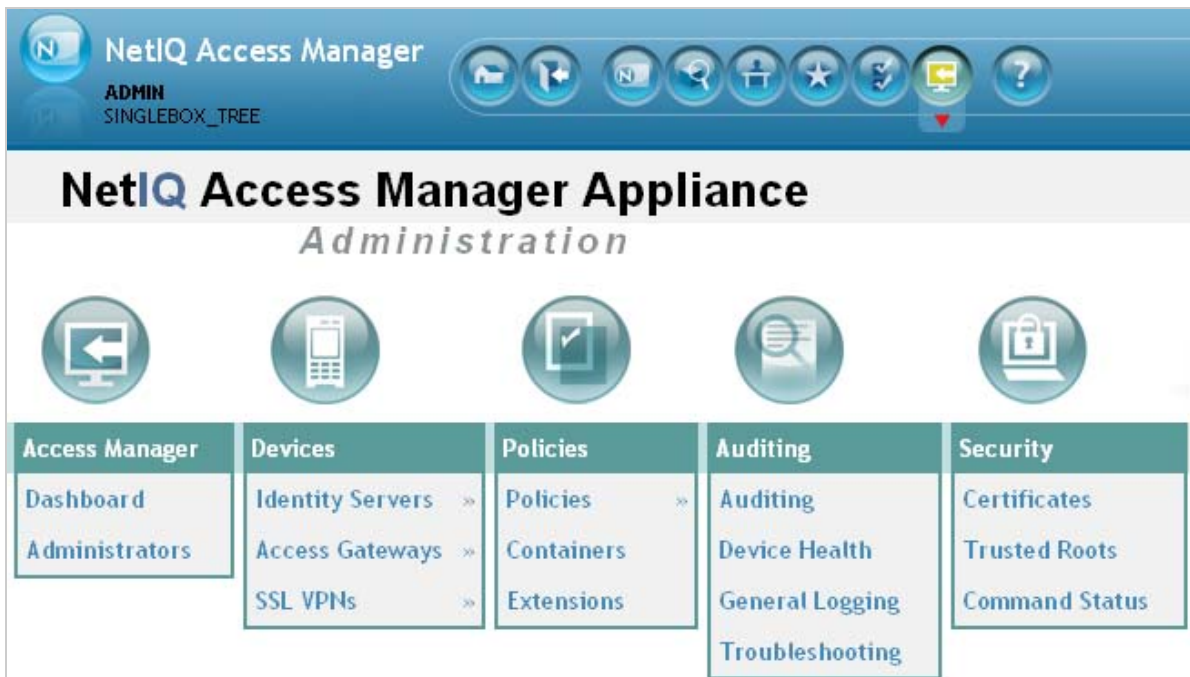 NetIQ Access Manager
ADMIN
SINGLEBOX_TREE
N
N
?
NetIQ Access Manager Appliance
Administration
Access Manager
Dashboard
Administrators
Devices
Identity Servers »
Access Gateways »
SSL VPNs »
Policies
Policies »
Containers
Extensions
Auditing
Auditing
Device Health
General Logging
Troubleshooting
Security
Certificates
Trusted Roots
Command Status